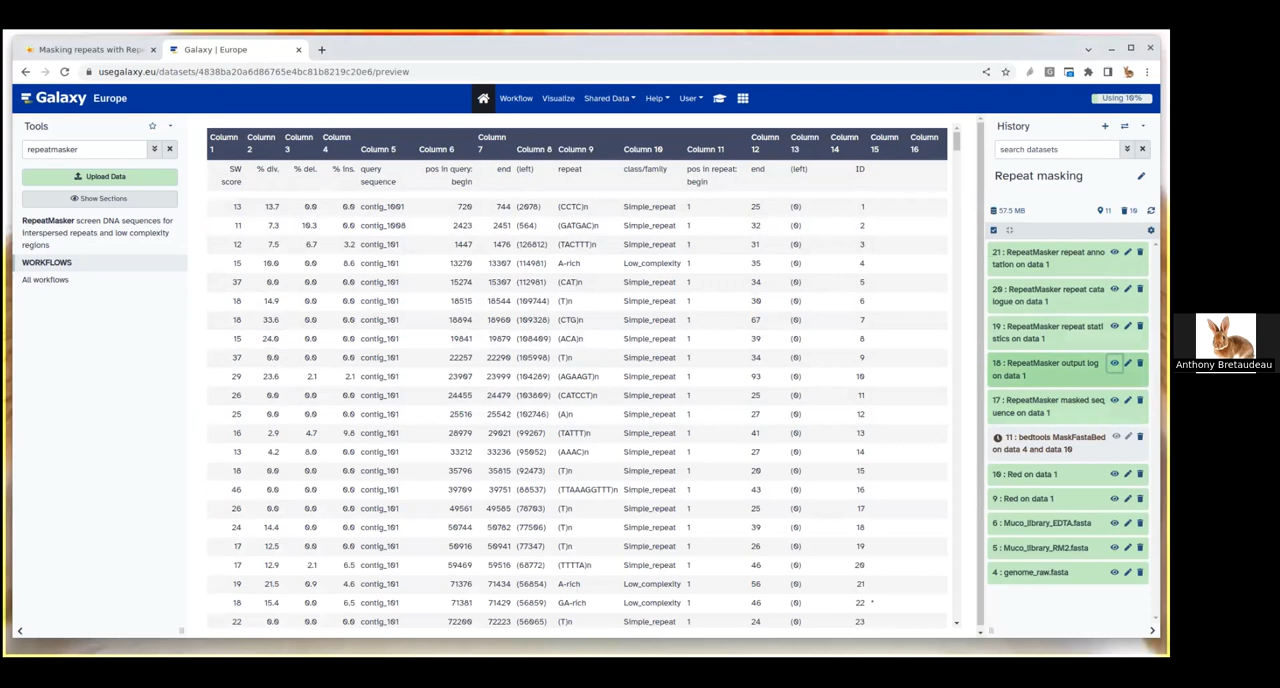 Masking repeats with Rep
Galaxy | Europe
usegalaxy.eu/datasets/4838ba20a6d86765e4bc81b8219c20e6/preview
Galaxy Europe
Workflow Visualize Shared Data Help User
Using 10%
Tools
repeatmasker
Upload Data
Show Sections
RepeatMasker screen DNA sequences for
interspersed repeats and low complexity
regions
WORKFLOWS
All workflows
Column 1 Column 2 Column 3 Column 4 Column 5 Column 6 Column 7 Column 8 Column 9 Column 10 Column 11 Column 12 Column 13 Column 14 Column 15 Column 16
SW score % div. % del. % ins. query sequence pos in query: begin end (left) repeat class/family pos in repeat: begin end (left) ID
13 13.7 0.0 0.0 contig_1001 720 744 (2078) (CCTC)n Simple_repeat 1 25 (0) 1
11 7.3 10.3 0.0 contig_1008 2423 2451 (564) (GATGAC)n Simple_repeat 1 32 (0) 2
12 7.5 6.7 3.2 contig_101 1447 1476 (126812) (TACTTT)n Simple_repeat 1 31 (0) 3
15 10.0 0.0 8.6 contig_101 13270 13307 (114981) A-rich Low_complexity 1 35 (0) 4
37 0.0 0.0 0.0 contig_101 15274 15307 (112981) (CAT)n Simple_repeat 1 34 (0) 5
18 14.9 0.0 0.0 contig_101 18515 18544 (109744) (T)n Simple_repeat 1 30 (0) 6
18 33.6 0.0 0.0 contig_101 18894 18960 (109328) (CTG)n Simple_repeat 1 67 (0) 7
15 24.0 0.0 0.0 contig_101 19841 19879 (108409) (ACA)n Simple_repeat 1 39 (0) 8
37 0.0 0.0 0.0 contig_101 22257 22290 (105998) (T)n Simple_repeat 1 34 (0) 9
29 23.6 2.1 2.1 contig_101 23907 23999 (104289) (AGAAGT)n Simple_repeat 1 93 (0) 10
26 0.0 0.0 0.0 contig_101 24455 24479 (103809) (CATCCT)n Simple_repeat 1 25 (0) 11
25 0.0 0.0 0.0 contig_101 25516 25542 (102746) (A)n Simple_repeat 1 27 (0) 12
16 2.9 4.7 9.8 contig_101 28979 29021 (99267) (TATTT)n Simple_repeat 1 41 (0) 13
13 4.2 8.0 0.0 contig_101 33212 33236 (95052) (AAAC)n Simple_repeat 1 27 (0) 14
18 0.0 0.0 0.0 contig_101 35796 35815 (92473) (T)n Simple_repeat 1 20 (0) 15
46 0.0 0.0 0.0 contig_101 39709 39751 (88537) (TTAAAGGTTT)n Simple_repeat 1 43 (0) 16
26 0.0 0.0 0.0 contig_101 49561 49585 (78703) (T)n Simple_repeat 1 25 (0) 17
24 14.4 0.0 0.0 contig_101 50744 50782 (77506) (T)n Simple_repeat 1 39 (0) 18
17 12.5 0.0 0.0 contig_101 50916 50941 (77347) (T)n Simple_repeat 1 26 (0) 19
17 12.9 2.1 6.5 contig_101 59469 59516 (68772) (TTTTA)n Simple_repeat 1 46 (0) 20
19 21.5 0.9 4.6 contig_101 71376 71434 (56854) A-rich Low_complexity 1 56 (0) 21
18 15.4 0.0 6.5 contig_101 71381 71429 (56859) GA-rich Low_complexity 1 46 (0) 22 *
22 0.0 0.0 0.0 contig_101 72200 72223 (56065) (T)n Simple_repeat 1 24 (0) 23
History
search datasets
Repeat masking
57.5 MB 11 10
21 : RepeatMasker repeat anno
tation on data 1
20 : RepeatMasker repeat cata
logue on data 1
19 : RepeatMasker repeat stati
stics on data 1
18 : RepeatMasker output log
on data 1
17 : RepeatMasker masked seq
uence on data 1
11 : bedtools MaskFastaBed
on data 4 and data 10
10 : Red on data 1
9 : Red on data 1
6 : Muco_library_EDTA.fasta
5 : Muco_library_RM2.fasta
4 : genome_raw.fasta
Anthony Bretaudeau